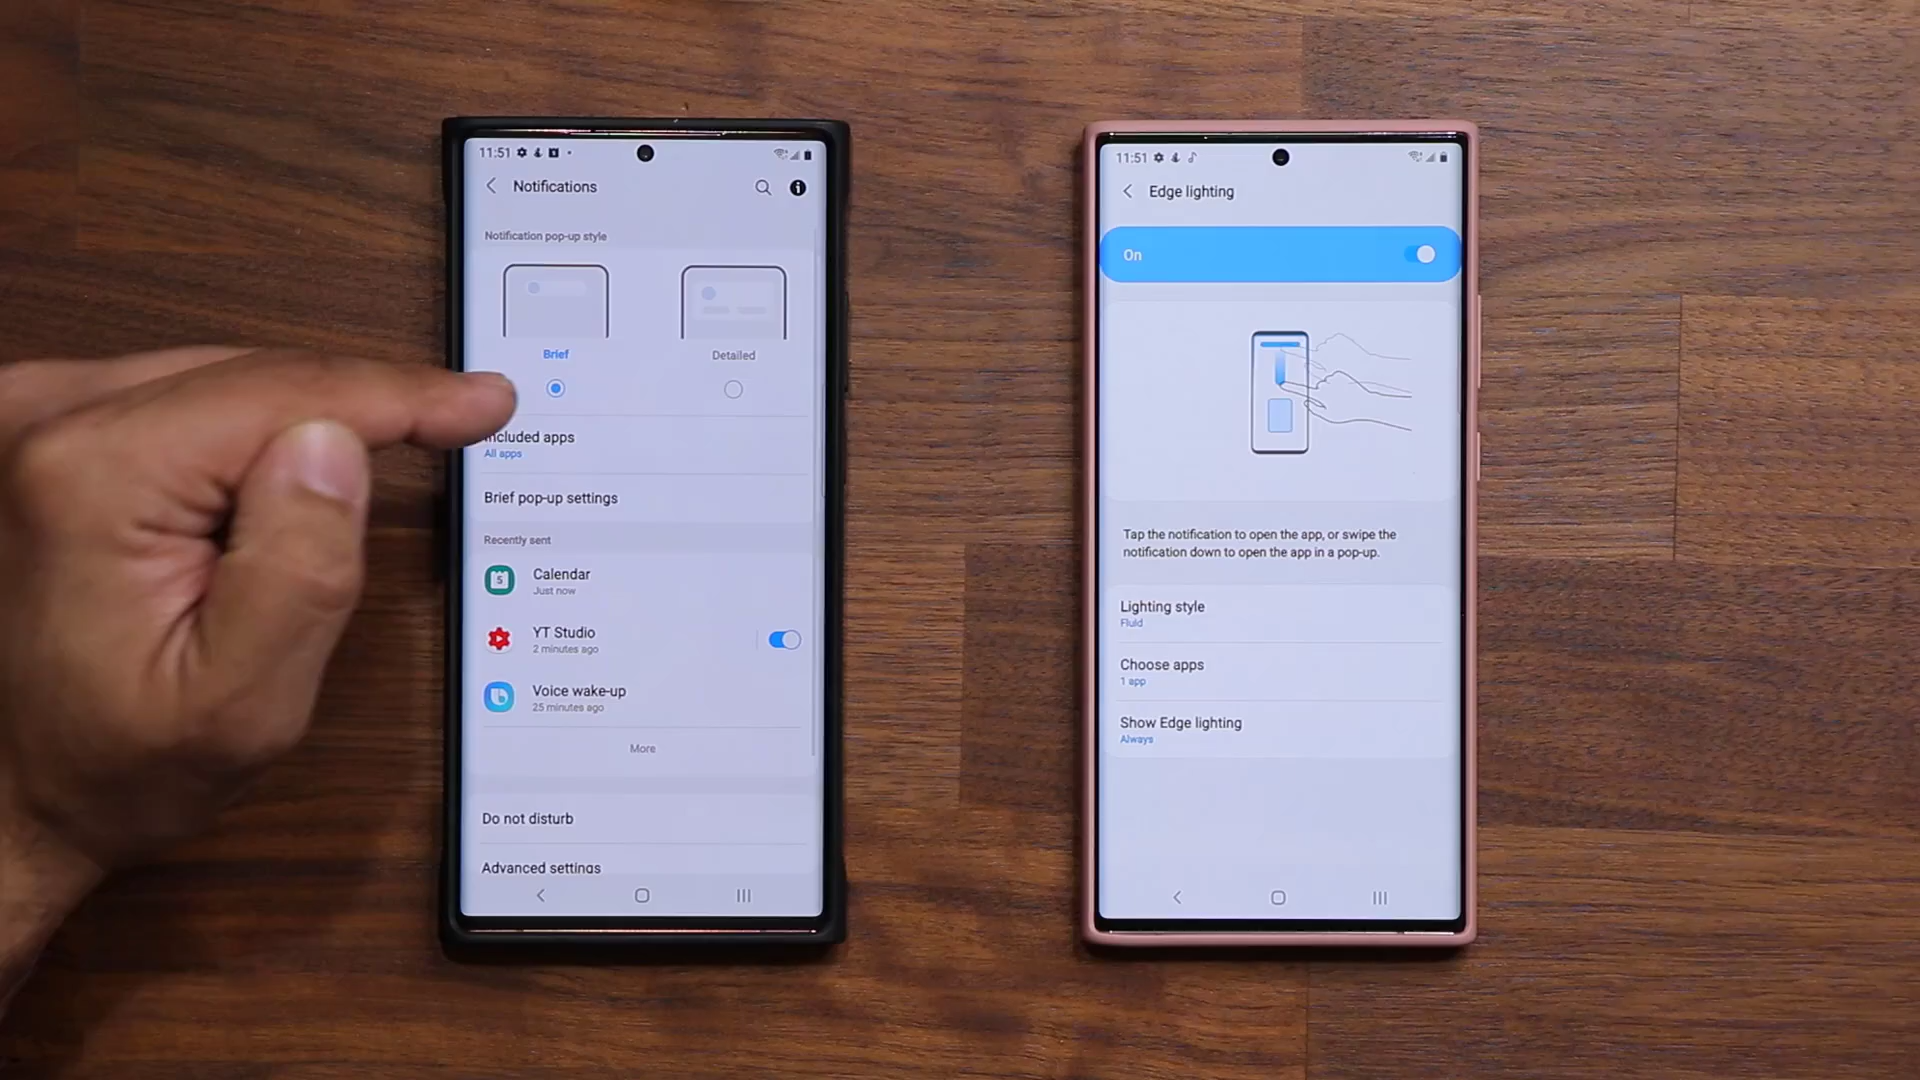 11:51
Notifications
Notification pop-up style
Brief
Detailed
Included apps
All apps
Brief pop-up settings
Recently sent
5
Calendar
Just now
YT Studio
2 minutes ago
Voice wake-up
25 minutes ago
More
Do not disturb
Advanced settings
11:51
Edge lighting
On
Tap the notification to open the app, or swipe the
notification down to open the app in a pop-up.
Lighting style
Fluid
Choose apps
1 app
Show Edge lighting
Always